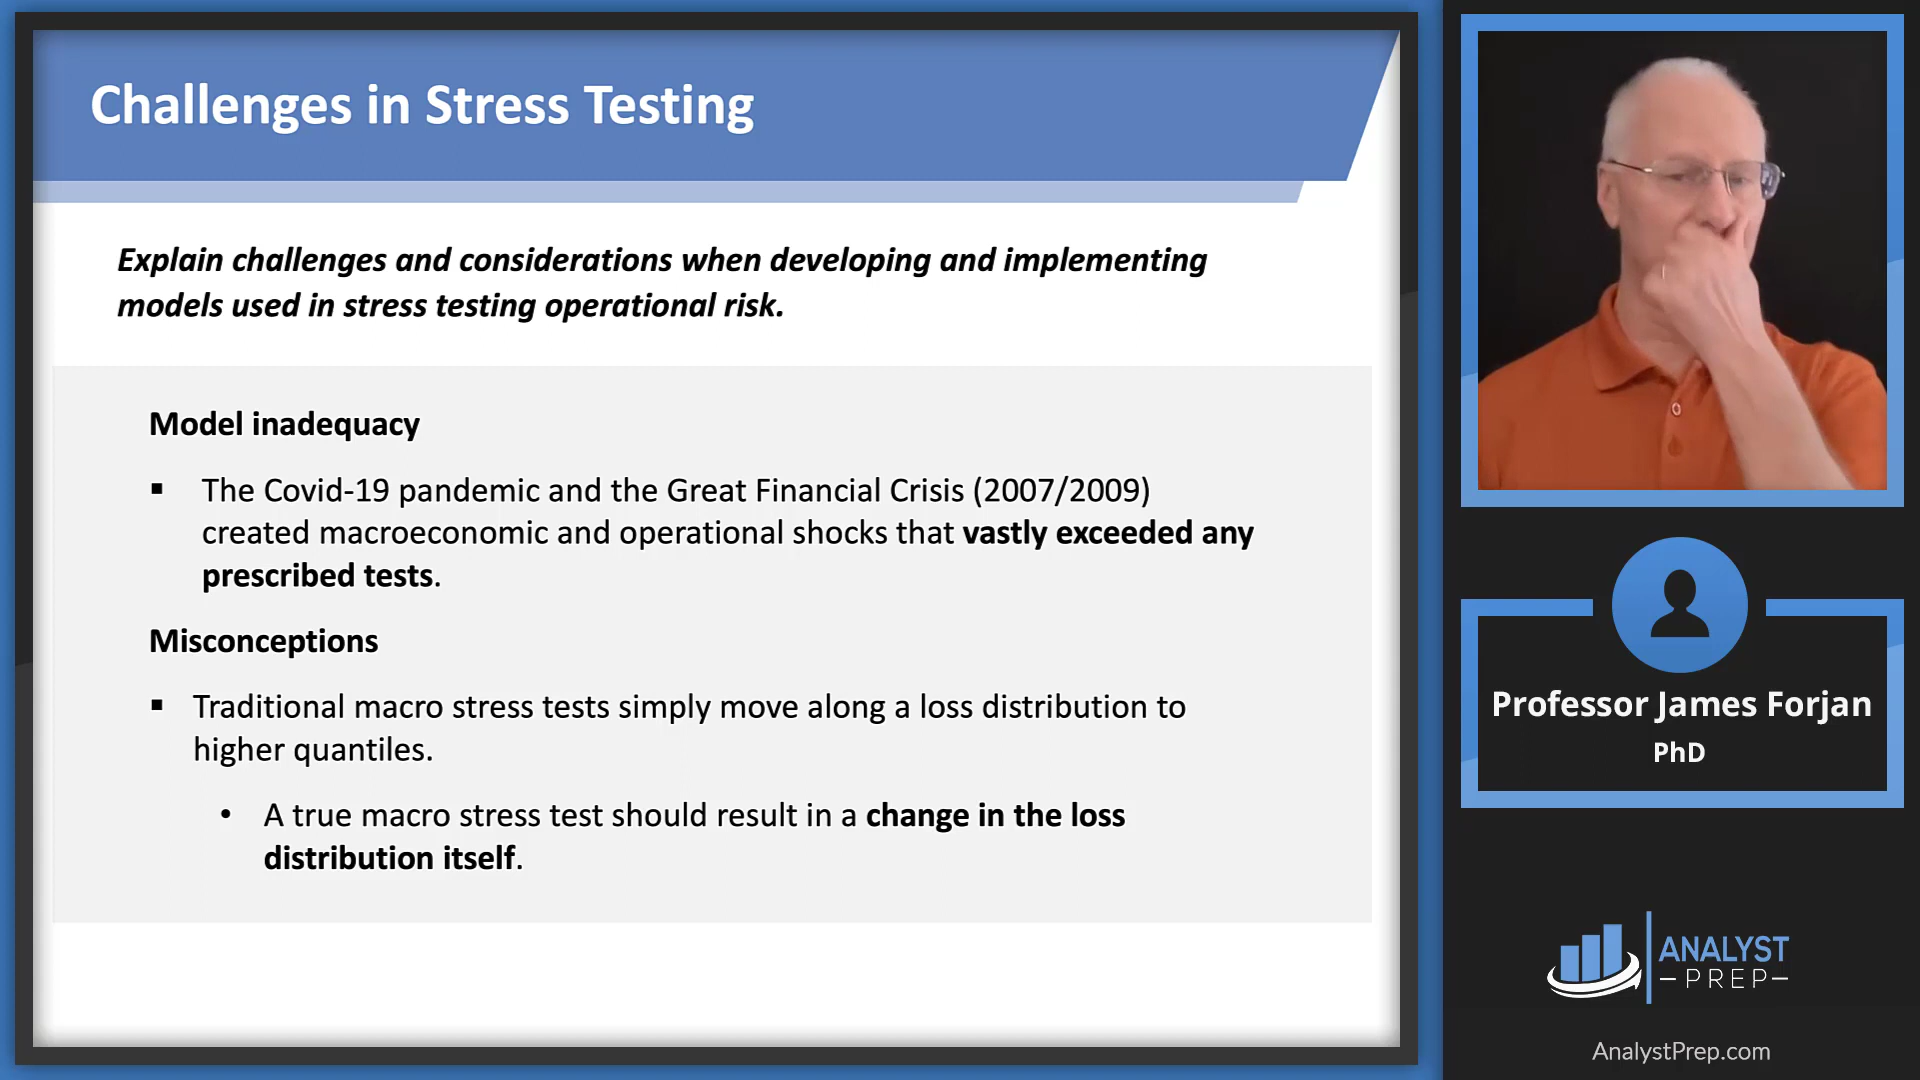 Challenges in Stress Testing
Explain challenges and considerations when developing and implementing
models used in stress testing operational risk.
Model inadequacy
▪ The Covid-19 pandemic and the Great Financial Crisis (2007/2009)
created macroeconomic and operational shocks that vastly exceeded any
prescribed tests.
Misconceptions
▪ Traditional macro stress tests simply move along a loss distribution to
higher quantiles.
• A true macro stress test should result in a change in the loss
distribution itself.
Professor James Forjan
PhD
ANALYST
PREP
AnalystPrep.com